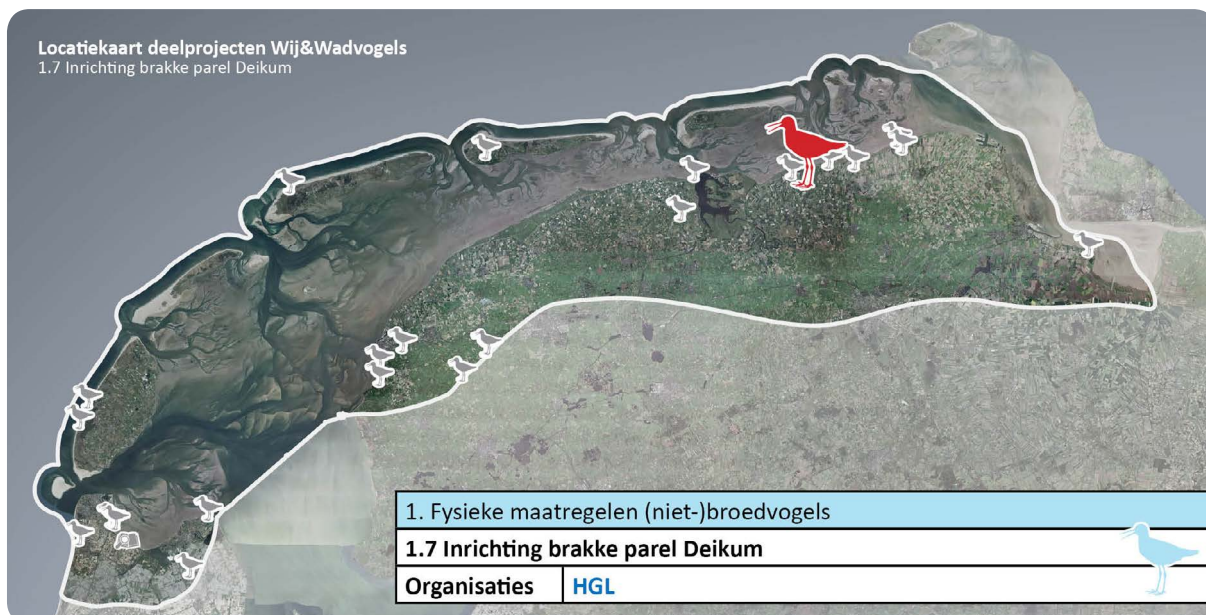 Locatiekaart deelprojecten Wij&Wadvogels
1.7 Inrichting brakke parel Deikum
1. Fysieke maatregelen (niet-)broedvogels
1.7 Inrichting brakke parel Deikum
Organisaties HGL